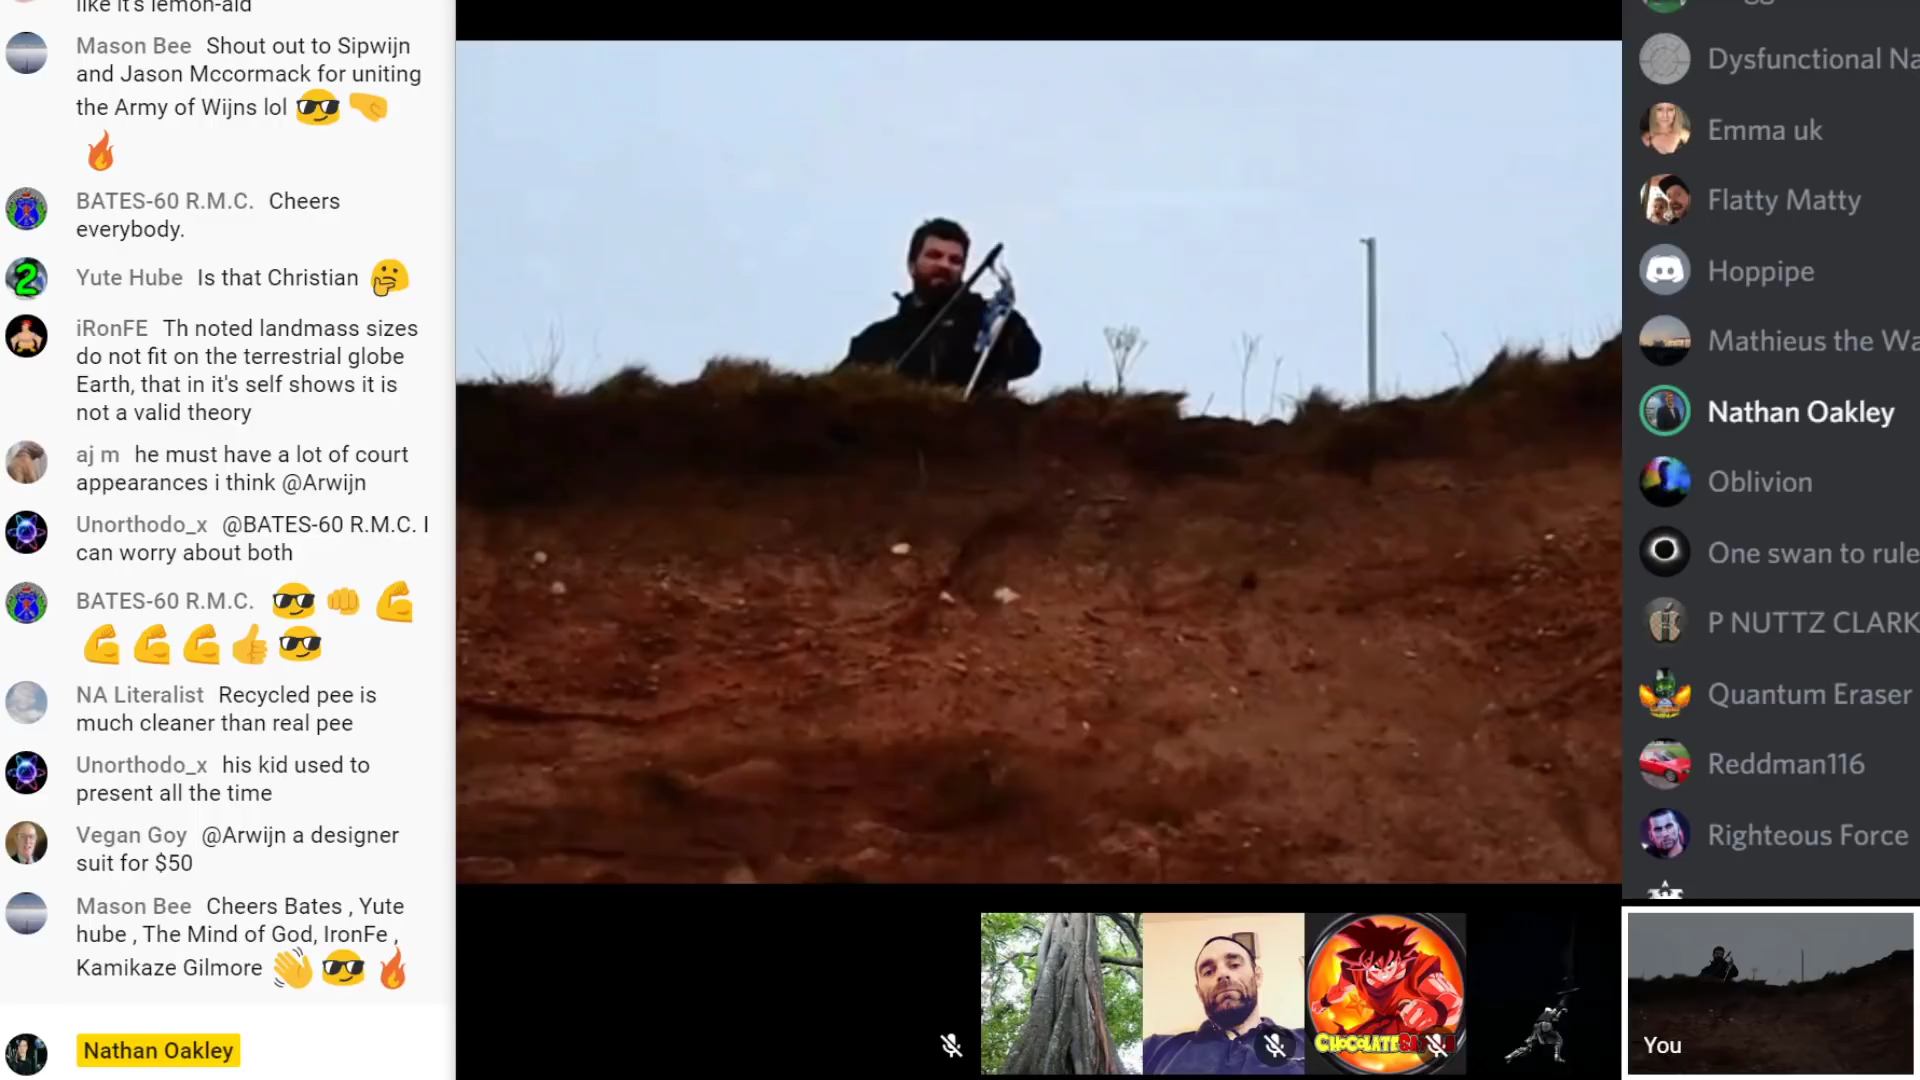 like it's lemon-aid
Mason Bee Shout out to Sipwijn
and Jason Mccormack for uniting
the Army of Wijns lol
BATES-60 R.M.C. Cheers
everybody.
Yute Hube Is that Christian
iRonFE Th noted landmass sizes
do not fit on the terrestrial globe
Earth, that in it's self shows it is
not a valid theory
aj m he must have a lot of court
appearances i think @Arwijn
Unorthodo_x @BATES-60 R.M.C. I
can worry about both
BATES-60 R.M.C.
NA Literalist Recycled pee is
much cleaner than real pee
Unorthodo_x his kid used to
present all the time
Vegan Goy @Arwijn a designer
suit for $50
Mason Bee Cheers Bates , Yute
hube , The Mind of God, IronFe ,
Kamikaze Gilmore
Nathan Oakley
Dysfunctional Na
Emma uk
Flatty Matty
Hoppipe
Mathieus the Wa
Nathan Oakley
Oblivion
One swan to rule
P NUTTZ CLARK
Quantum Eraser
Reddman116
Righteous Force
You